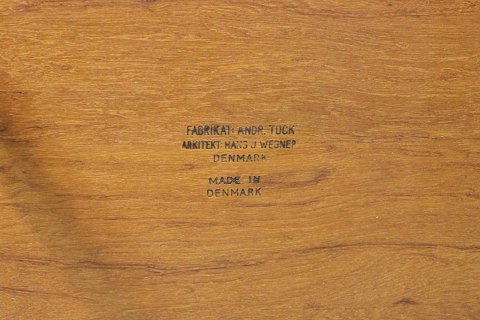 FABRIKAT: ANDR. TUCK
ARKITEKT: HANS J. WEGNER
DENMARK
MADE IN
DENMARK